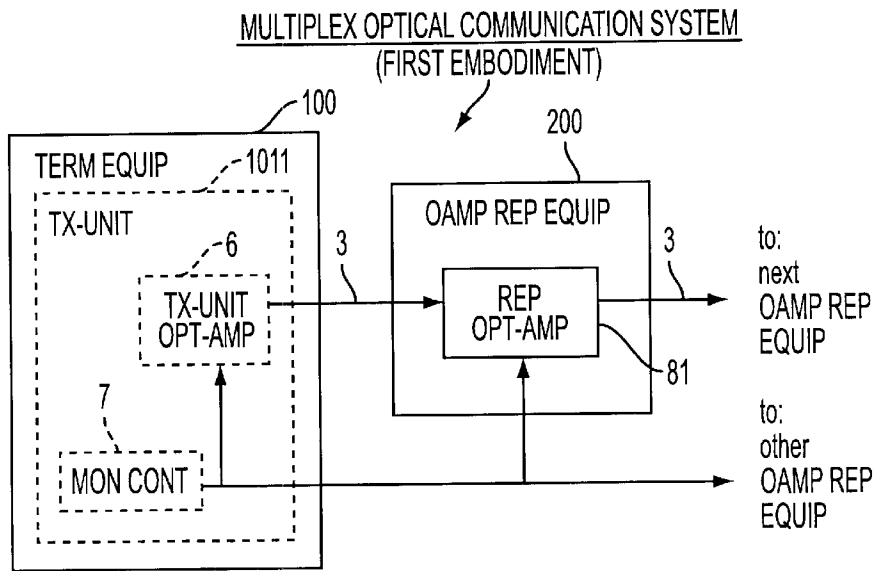 MULTIPLEX OPTICAL COMMUNICATION SYSTEM
(FIRST EMBODIMENT)
100
TERM EQUIP
1011
TX-UNIT
6
TX-UNIT
OPT-AMP
7
MON CONT
3
200
OAMP REP EQUIP
REP
OPT-AMP
81
3
to:
next
OAMP REP
EQUIP
to:
other
OAMP REP
EQUIP